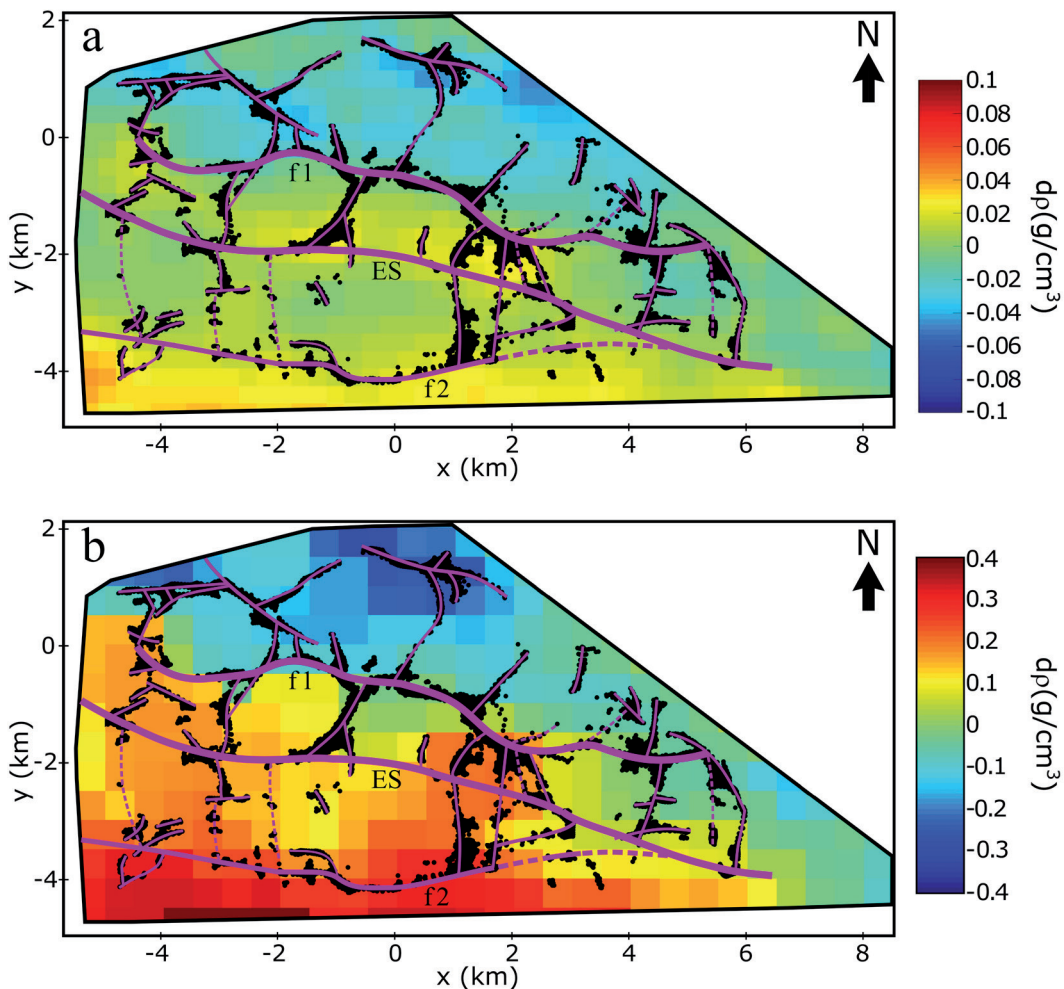 a
N
f1
ES
f2
2
0
-2
-4
y (km)
-4
-2
0
2
4
6
8
x (km)
0.1
0.08
0.06
0.04
0.02
0
-0.02
-0.04
-0.06
-0.08
-0.1
dρ(g/cm³)
b
N
f1
ES
f2
2
0
-2
-4
y (km)
-4
-2
0
2
4
6
8
x (km)
0.4
0.3
0.2
0.1
0
-0.1
-0.2
-0.3
-0.4
dρ(g/cm³)